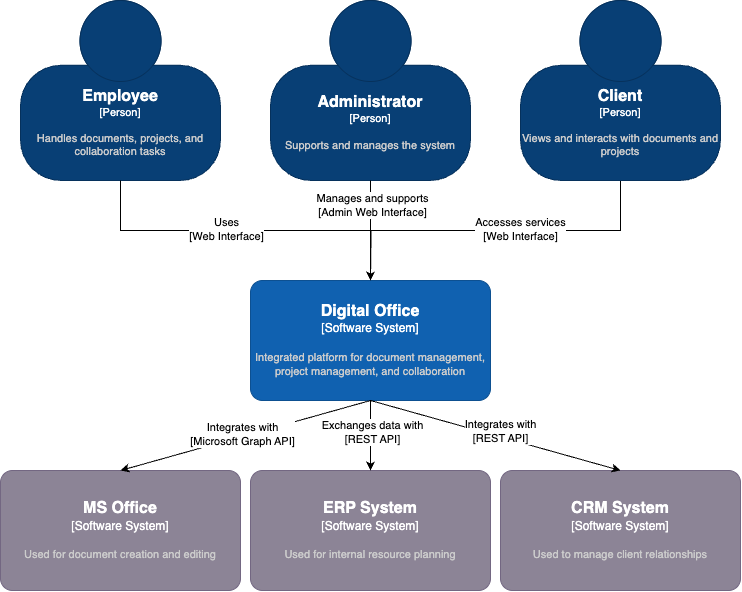 Employee
[Person]
Handles documents, projects, and
collaboration tasks
Administrator
[Person]
Supports and manages the system
Client
[Person]
Views and interacts with documents and
projects
Uses
[Web Interface]
Manages and supports
[Admin Web Interface]
Accesses services
[Web Interface]
Digital Office
[Software System]
Integrated platform for document management,
project management, and collaboration
Integrates with
[Microsoft Graph API]
Exchanges data with
[REST API]
Integrates with
[REST API]
MS Office
[Software System]
Used for document creation and editing
ERP System
[Software System]
Used for internal resource planning
CRM System
[Software System]
Used to manage client relationships